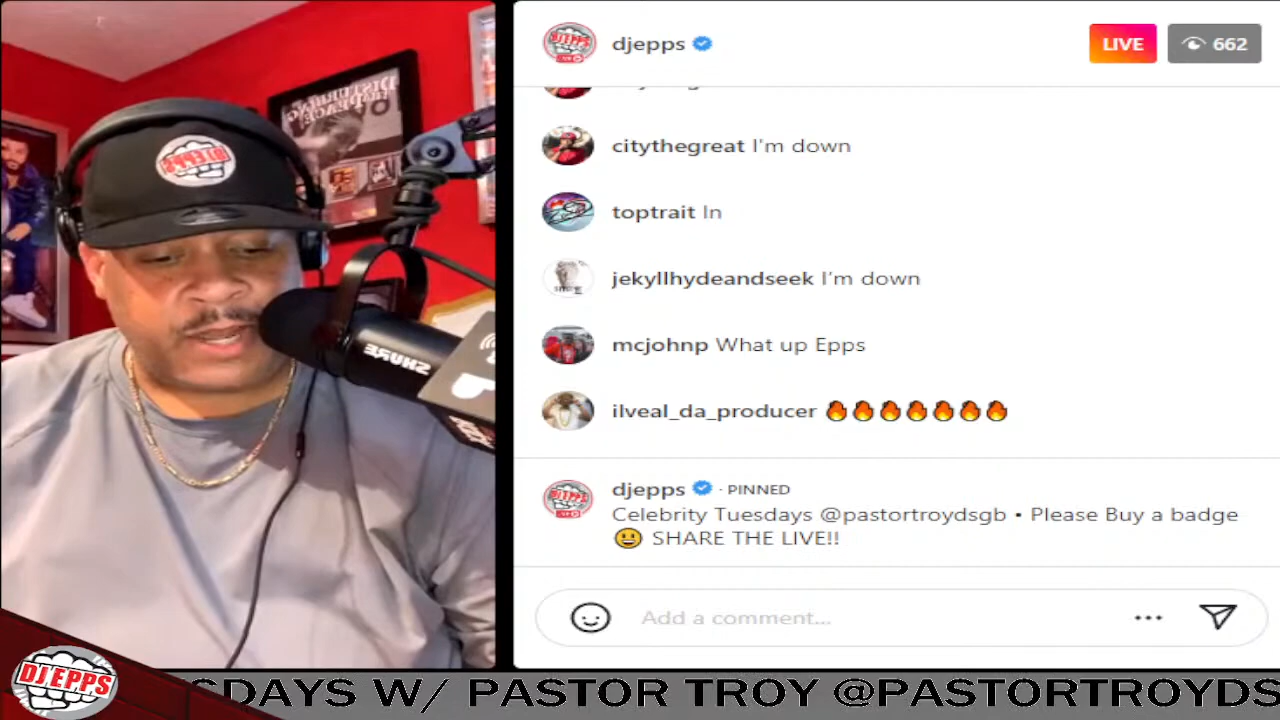 djepps
LIVE
662
citythegreat I'm down
toptrait In
jekyllhydeandseek I'm down
mcjohnp What up Epps
ilveal_da_producer 🔥🔥🔥🔥🔥🔥🔥
djepps · PINNED
Celebrity Tuesdays @pastortroydsgb • Please Buy a badge
😀 SHARE THE LIVE!!
Add a comment...
DJ EPPS
SHURE
DJ EPPS
SDAYS W/ PASTOR TROY @PASTORTROYDS